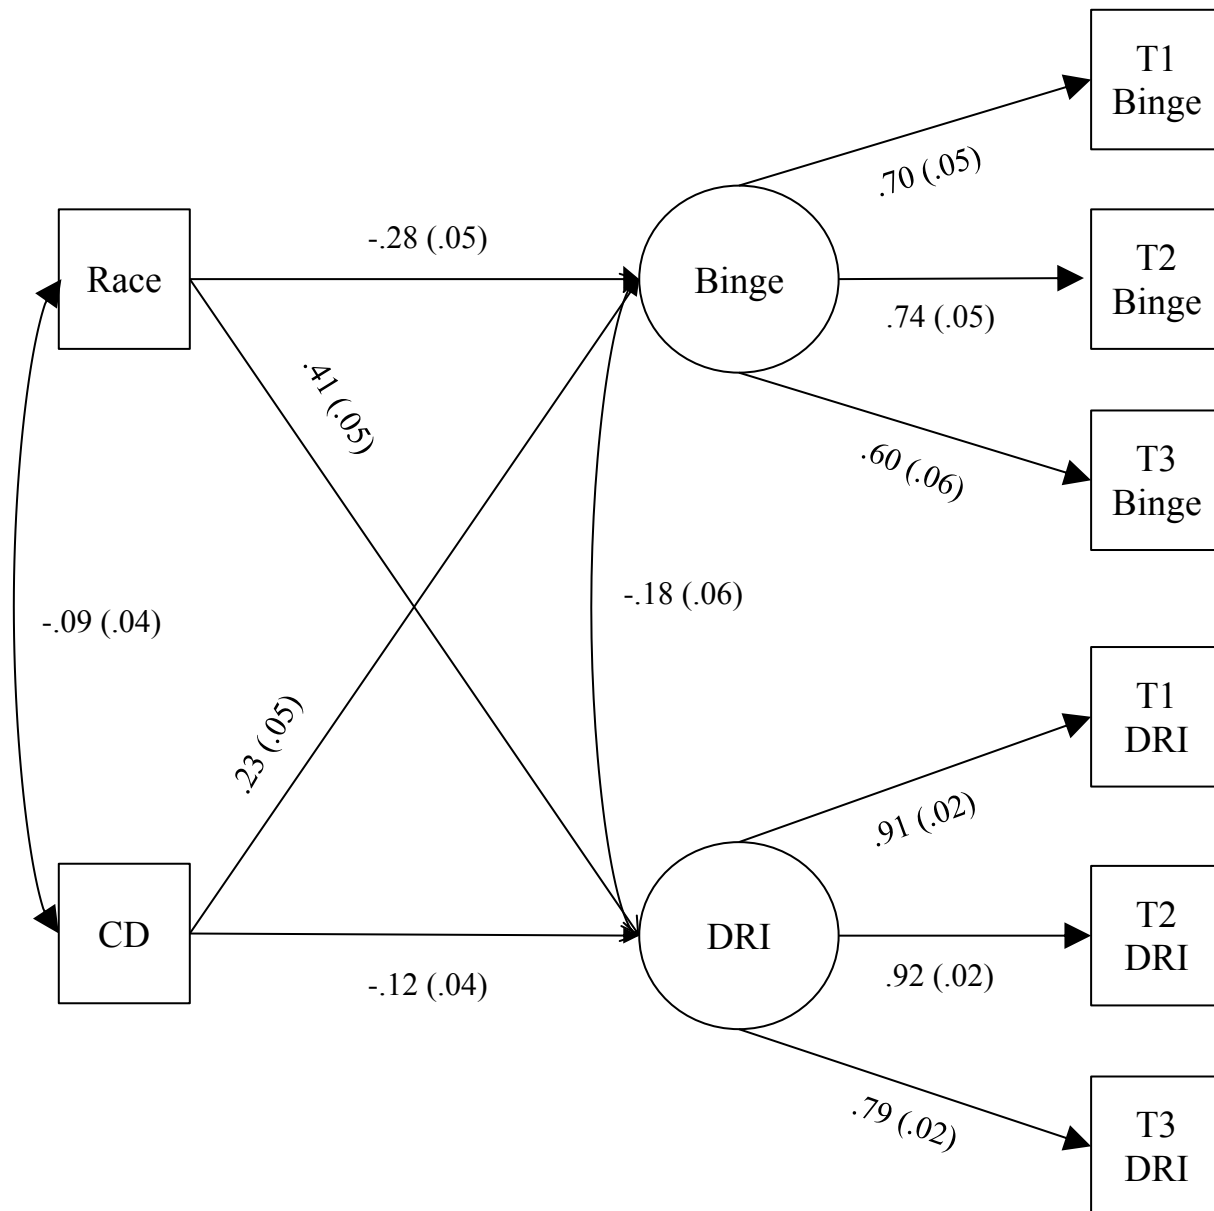 T1
Binge
.70 (.05)
-.28 (.05)
Race
Binge
T2
Binge
.74 (.05)
.41 (.05)
.60 (.06)
T3
Binge
-.09 (.04)
-.18 (.06)
.23 (.05)
T1
DRI
.91 (.02)
CD
DRI
T2
DRI
-.12 (.04)
.92 (.02)
.79 (.02)
T3
DRI